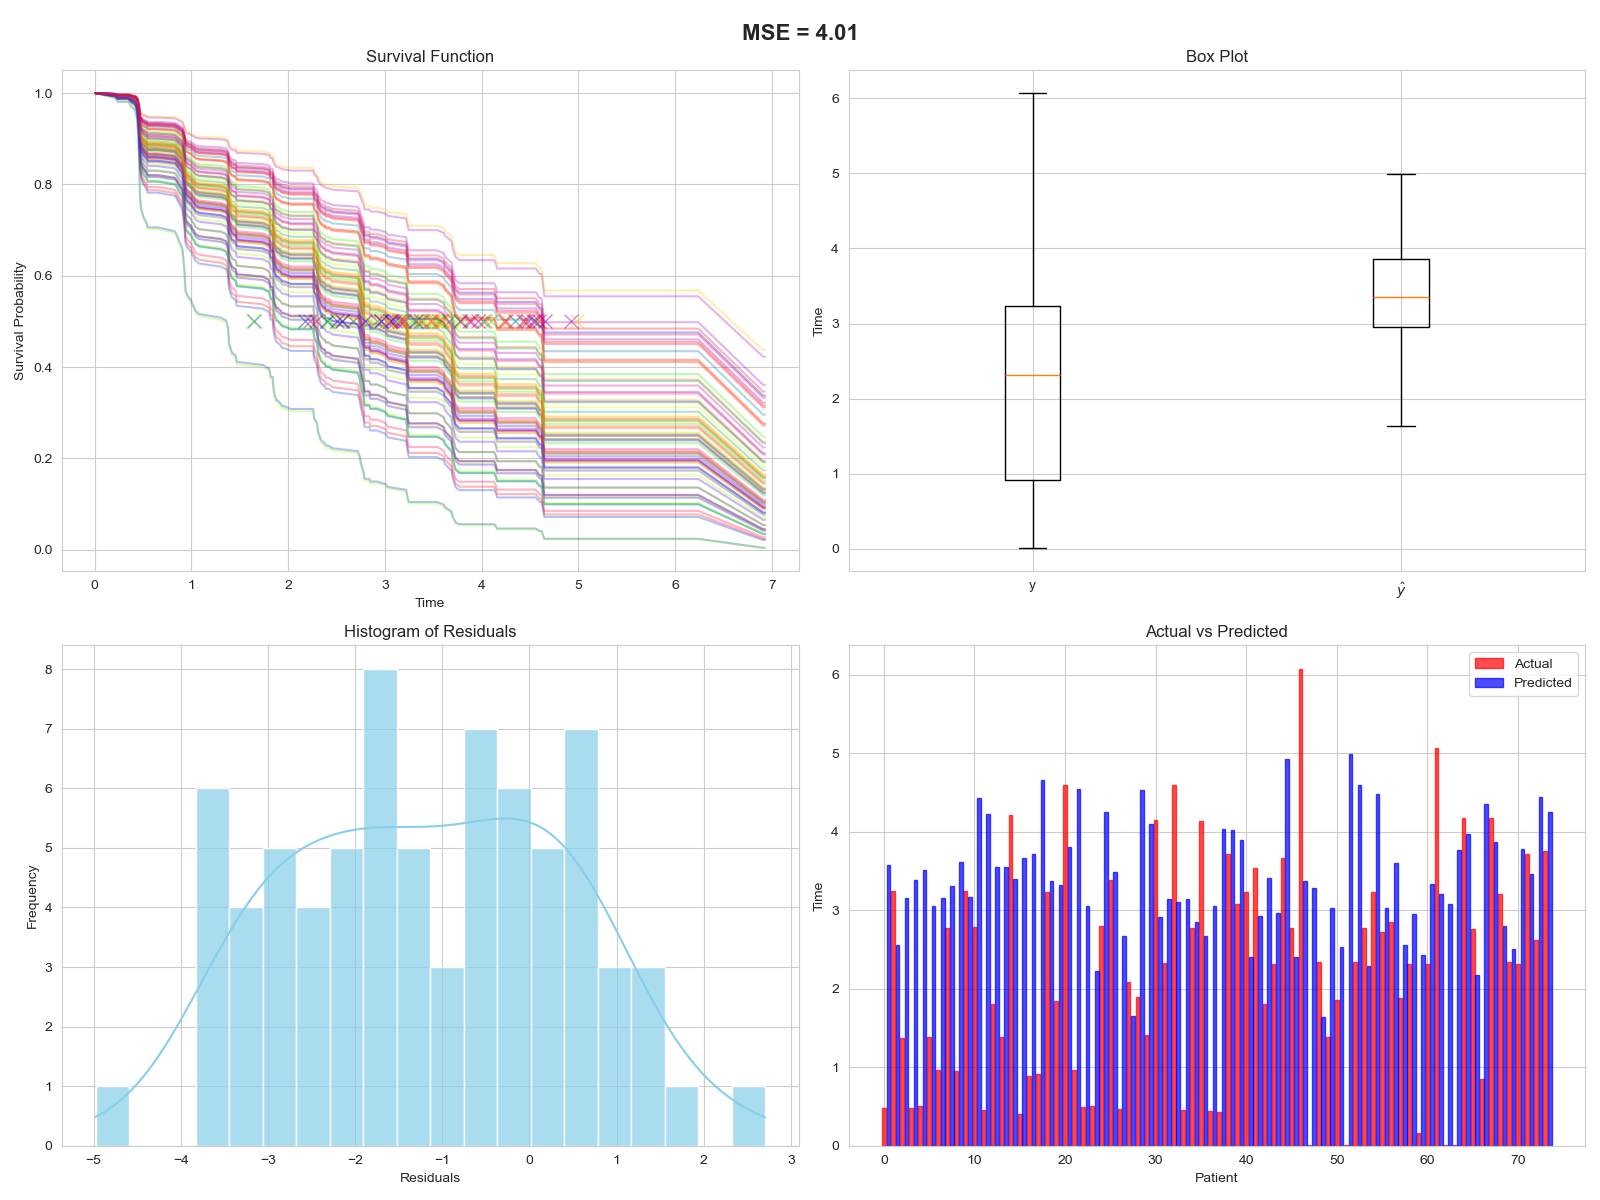 MSE = 4.01
Survival Function
1.0
0.8
0.6
0.4
0.2
0.0
Survival Probability
0 1 2 3 4 5 6 7
Time
Box Plot
6
5
4
3
2
1
0
Time
y ŷ
Histogram of Residuals
8
7
6
5
4
3
2
1
0
Frequency
−5 −4 −3 −2 −1 0 1 2 3
Residuals
Actual vs Predicted
Actual
Predicted
6
5
4
3
2
1
0
Time
0 10 20 30 40 50 60 70
Patient